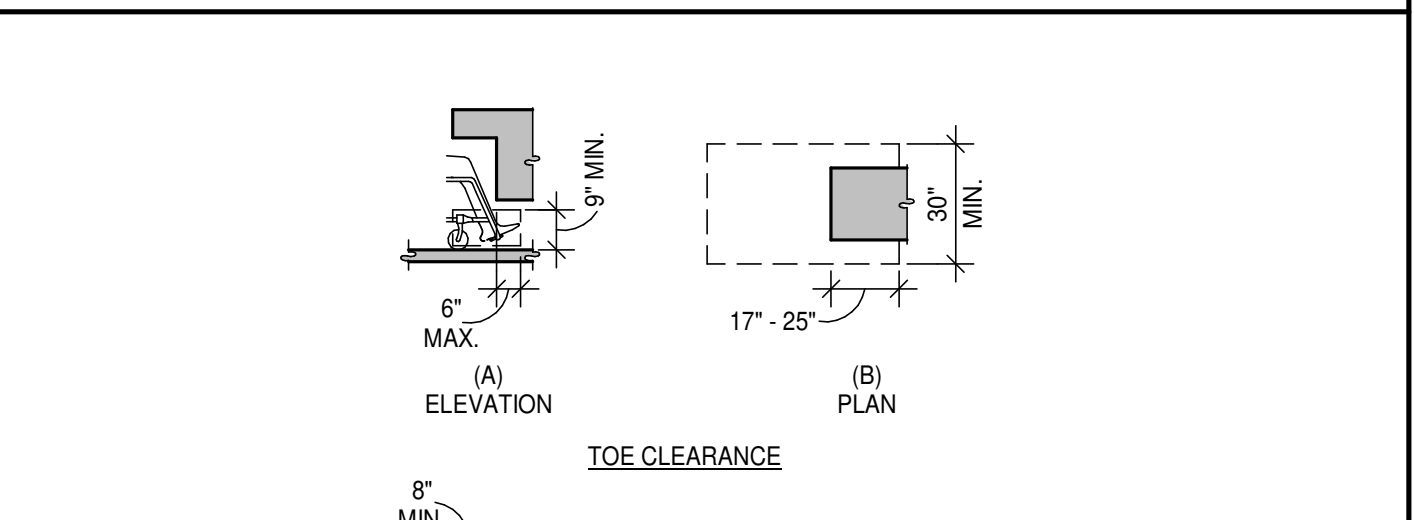 9" MIN.
6"
MAX.
(A)
ELEVATION
30"
MIN.
17" - 25"
(B)
PLAN
TOE CLEARANCE
8"
MIN